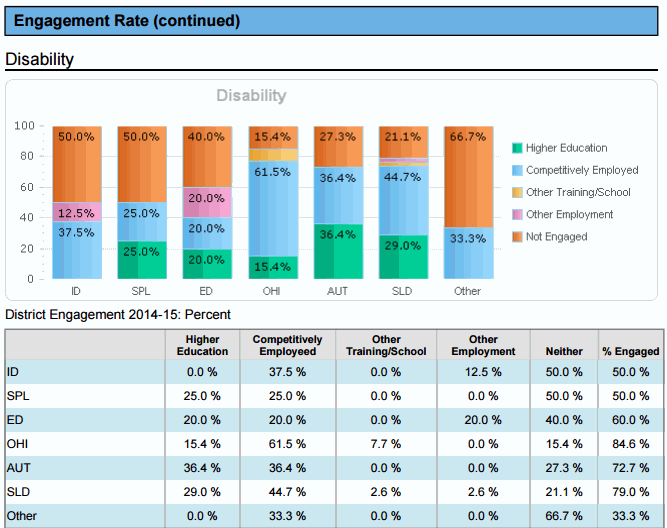 Engagement Rate (continued)
Disability
Disability
100
80
60
40
20
0
50.0%
12.5%
37.5%
50.0%
25.0%
25.0%
40.0%
20.0%
20.0%
20.0%
15.4%
61.5%
15.4%
27.3%
36.4%
36.4%
21.1%
44.7%
29.0%
66.7%
33.3%
ID SPL ED OHI AUT SLD Other
Higher Education
Competitively Employed
Other Training/School
Other Employment
Not Engaged
District Engagement 2014-15: Percent
Higher Education Competitively Employeed Other Training/School Other Employment Neither % Engaged
ID 0.0 % 37.5 % 0.0 % 12.5 % 50.0 % 50.0 %
SPL 25.0 % 25.0 % 0.0 % 0.0 % 50.0 % 50.0 %
ED 20.0 % 20.0 % 0.0 % 20.0 % 40.0 % 60.0 %
OHI 15.4 % 61.5 % 7.7 % 0.0 % 15.4 % 84.6 %
AUT 36.4 % 36.4 % 0.0 % 0.0 % 27.3 % 72.7 %
SLD 29.0 % 44.7 % 2.6 % 2.6 % 21.1 % 79.0 %
Other 0.0 % 33.3 % 0.0 % 0.0 % 66.7 % 33.3 %